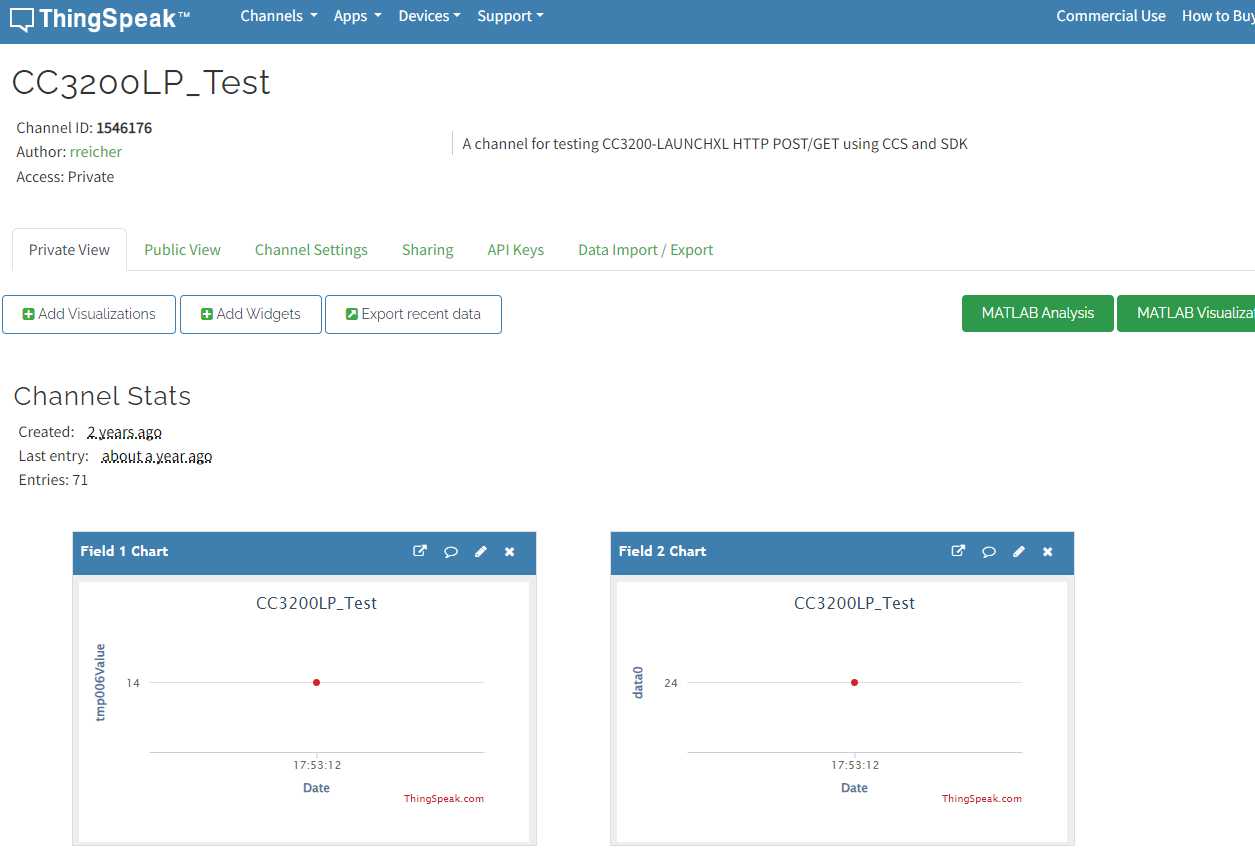 ThingSpeak™ Channels Apps Devices Support Commercial Use How to Buy
CC3200LP_Test
Channel ID: 1546176
Author: rreicher
Access: Private
A channel for testing CC3200-LAUNCHXL HTTP POST/GET using CCS and SDK
Private View Public View Channel Settings Sharing API Keys Data Import / Export
Add Visualizations Add Widgets Export recent data MATLAB Analysis MATLAB Visualizat
Channel Stats
Created: 2 years ago
Last entry: about a year ago
Entries: 71
Field 1 Chart
CC3200LP_Test
tmp006Value
14
17:53:12
Date
ThingSpeak.com
Field 2 Chart
CC3200LP_Test
data0
24
17:53:12
Date
ThingSpeak.com